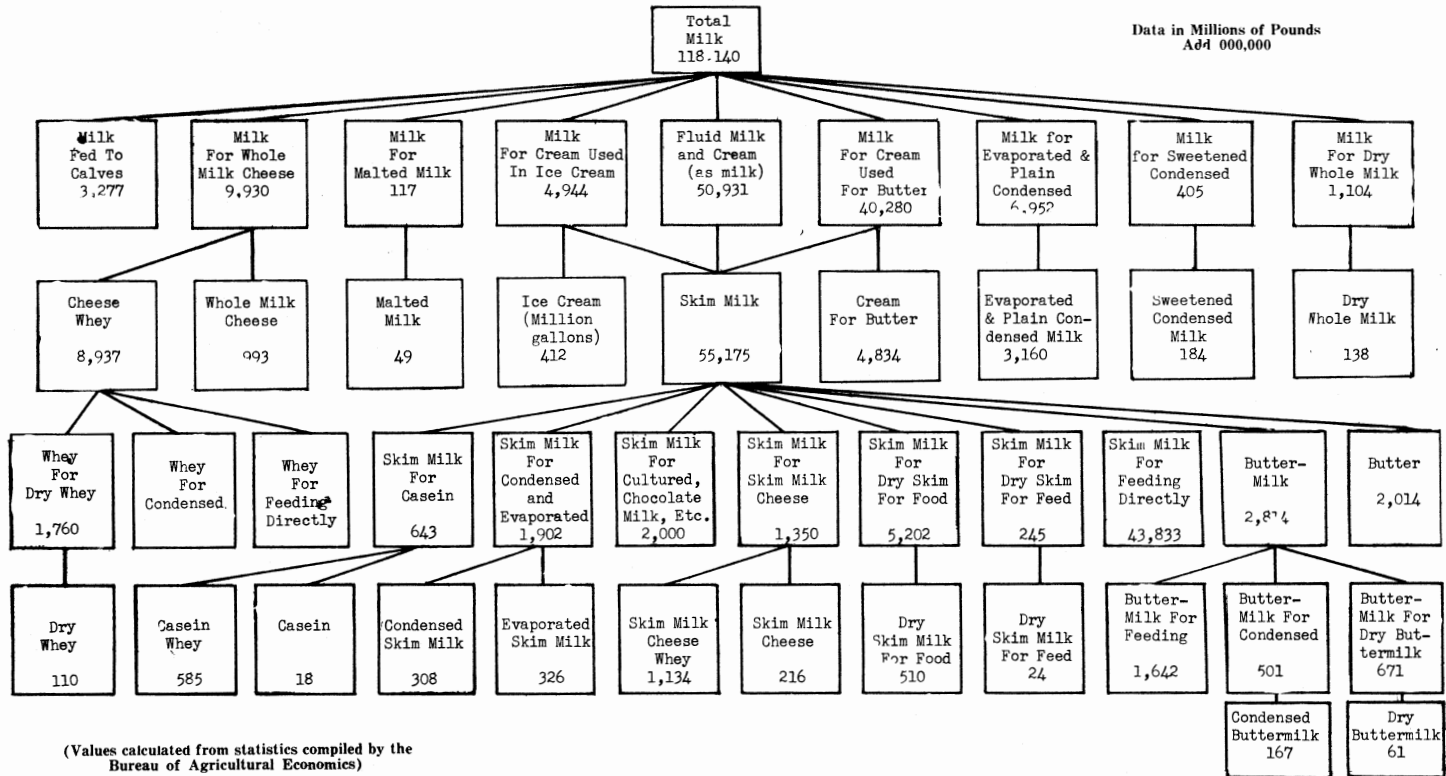 Total
Milk
118.140
Data in Millions of Pounds
Add 000,000
Milk
Fed To
Calves
3,277
Milk
For Whole
Milk Cheese
9,930
Milk
For
Malted Milk
117
Milk
For Cream Used
In Ice Cream
4,944
Fluid Milk
and Cream
(as milk)
50,931
Milk
For Cream
Used
For Butter
40,280
Milk for
Evaporated &
Plain
Condensed
6,952
Milk
for Sweetened
Condensed
405
Milk
For Dry
Whole Milk
1,104
Cheese
Whey
8,937
Whole Milk
Cheese
993
Malted
Milk
49
Ice Cream
(Million
gallons)
412
Skim Milk
55,175
Cream
For Butter
4,834
Evaporated
& Plain Con-
densed Milk
3,160
Sweetened
Condensed
Milk
184
Dry
Whole Milk
138
Whey
For
Dry Whey
1,760
Whey
For
Condensed.
Whey
For
Feeding
Directly
Skim Milk
For
Casein
643
Skim Milk
For
Condensed
and
Evaporated
1,902
Skim Milk
For
Cultured,
Chocolate
Milk, Etc.
2,000
Skim Milk
For
Skim Milk
Cheese
1,350
Skim Milk
For
Dry Skim
For Food
5,202
Skim Milk
For
Dry Skim
For Feed
245
Skim Milk
For
Feeding
Directly
43,833
Butter-
Milk
2,814
Butter
2,014
Dry
Whey
110
Casein
Whey
585
Casein
18
Condensed
Skim Milk
308
Evaporated
Skim Milk
326
Skim Milk
Cheese
Whey
1,134
Skim Milk
Cheese
216
Dry
Skim Milk
For Food
510
Dry
Skim Milk
For Feed
24
Butter-
Milk For
Feeding
1,642
Butter-
Milk For
Condensed
501
Butter-
Milk For
Dry But-
termilk
671
Condensed
Buttermilk
167
Dry
Buttermilk
61
(Values calculated from statistics compiled by the
Bureau of Agricultural Economics)